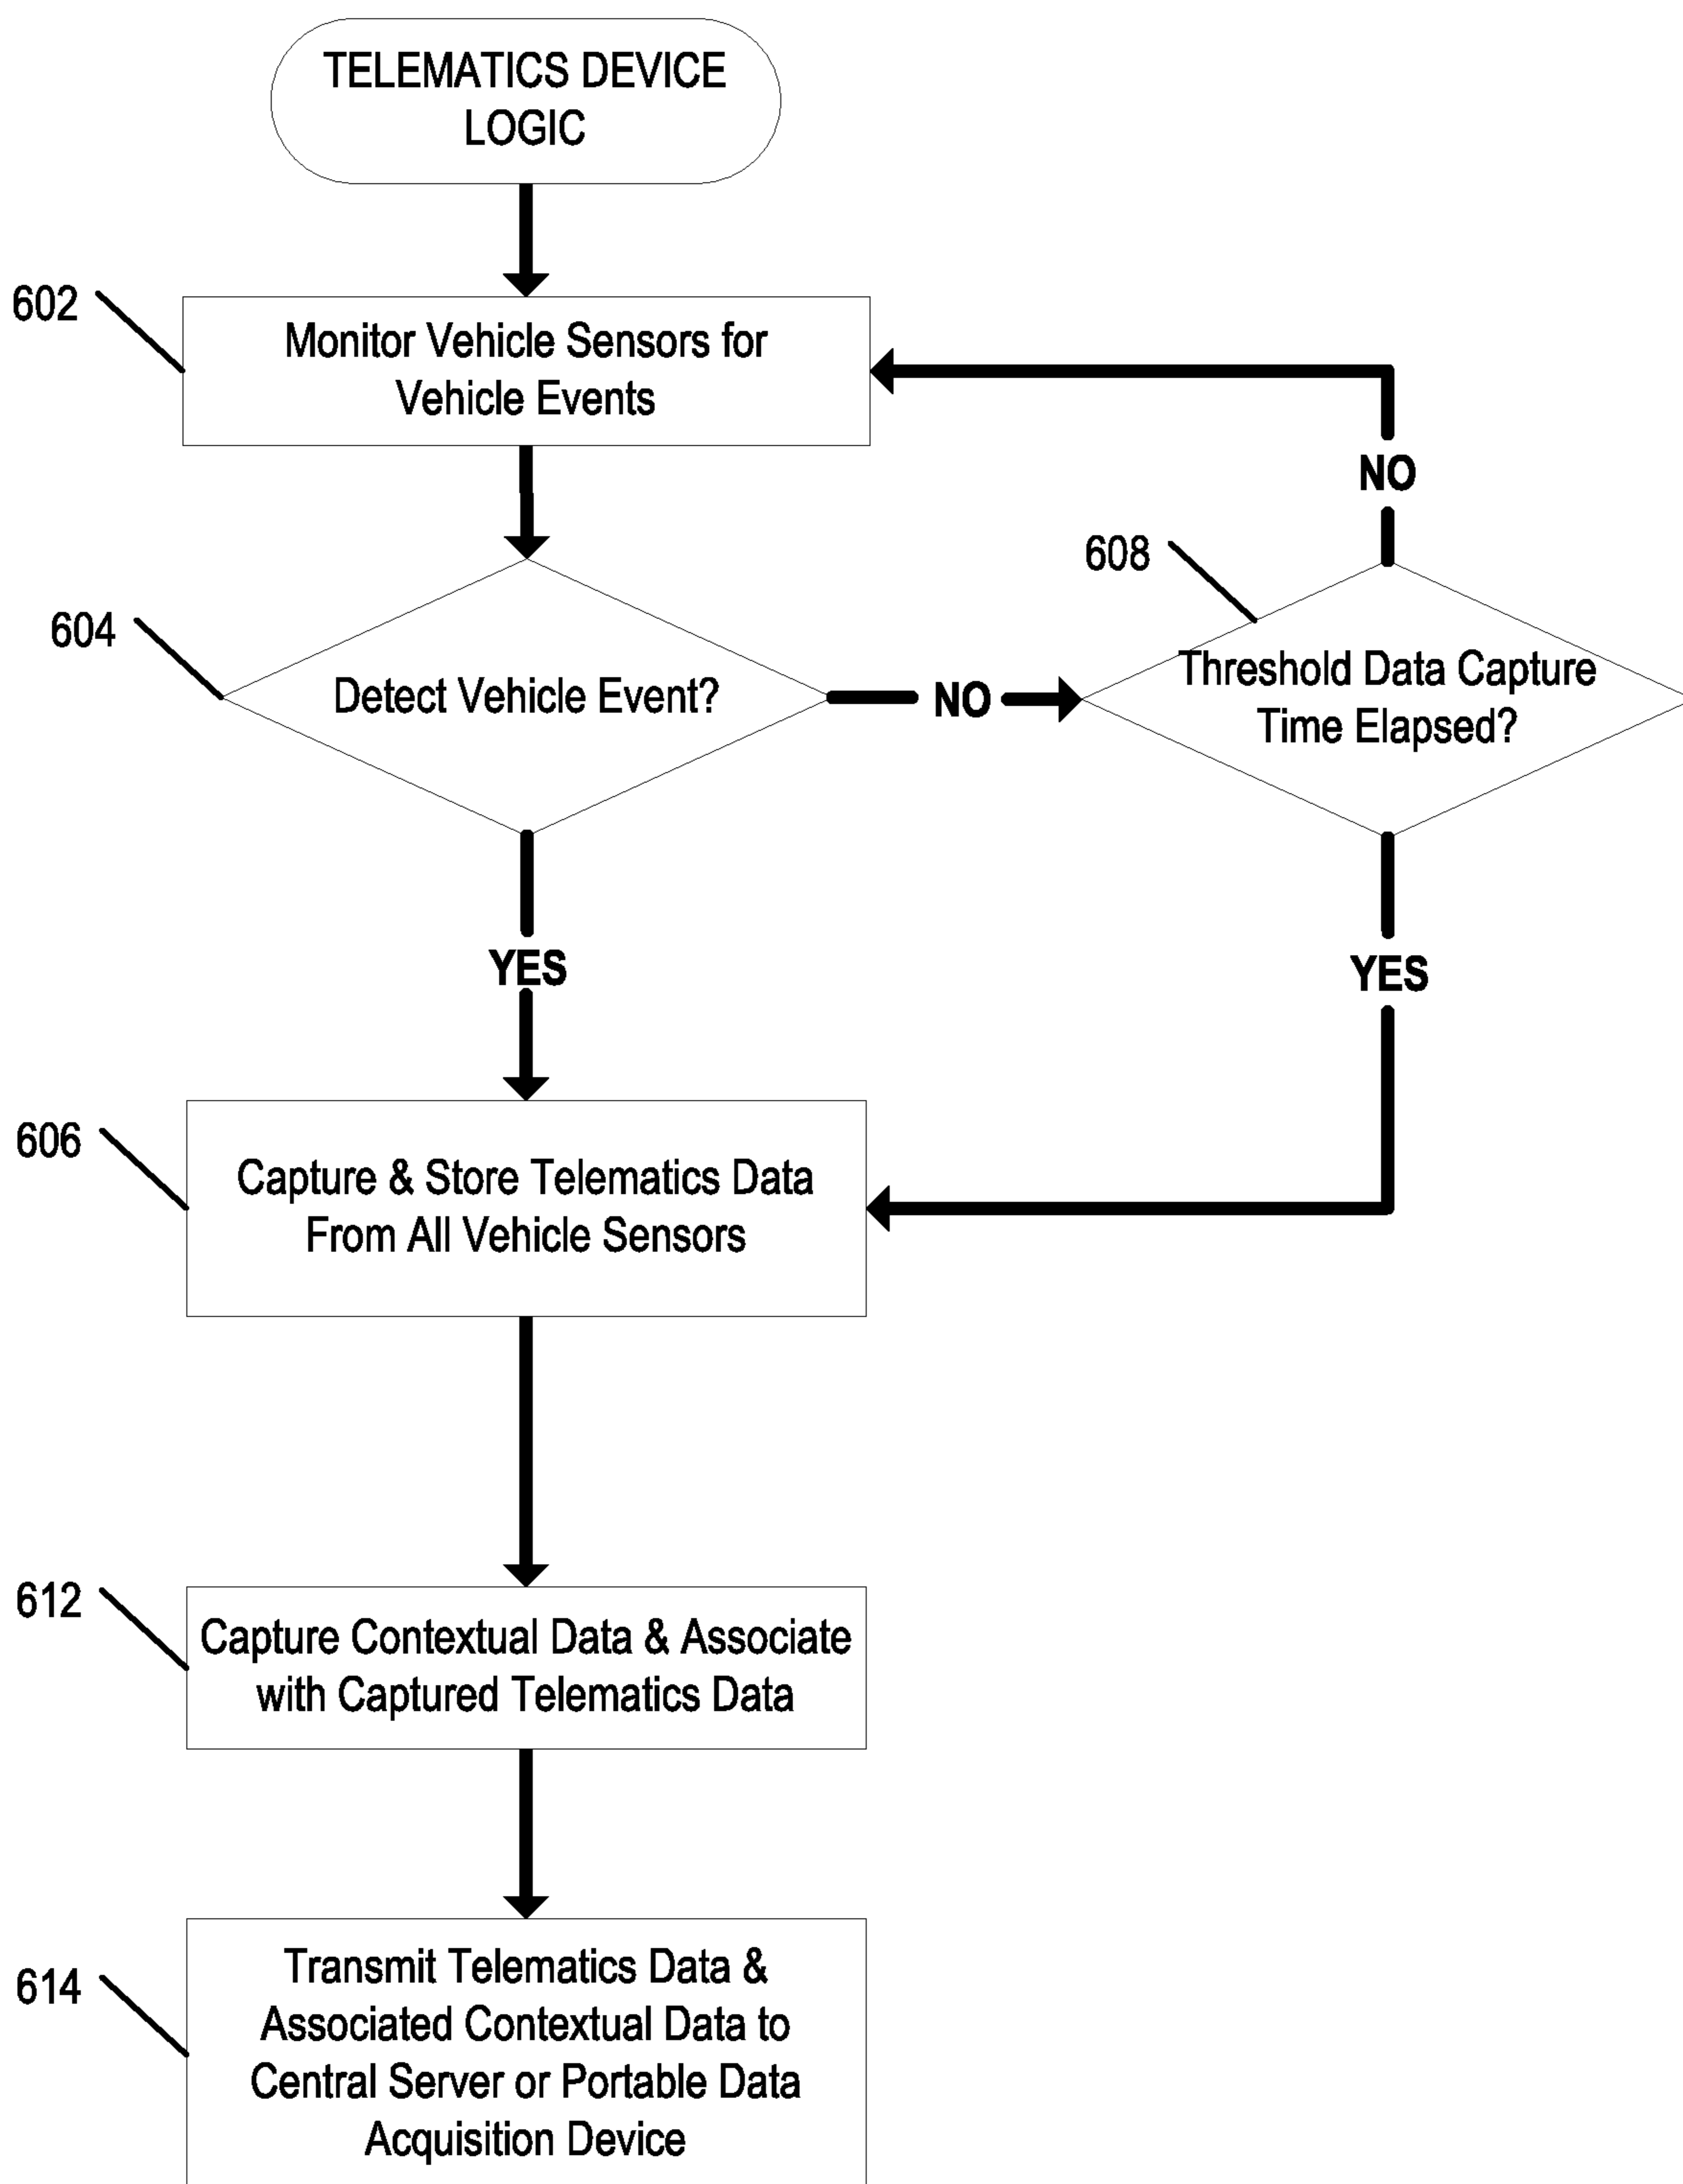 TELEMATICS DEVICE
LOGIC
602
Monitor Vehicle Sensors for
Vehicle Events
NO
608
604
Detect Vehicle Event?
NO
Threshold Data Capture
Time Elapsed?
YES
YES
606
Capture & Store Telematics Data
From All Vehicle Sensors
612
Capture Contextual Data & Associate
with Captured Telematics Data
614
Transmit Telematics Data &
Associated Contextual Data to
Central Server or Portable Data
Acquisition Device